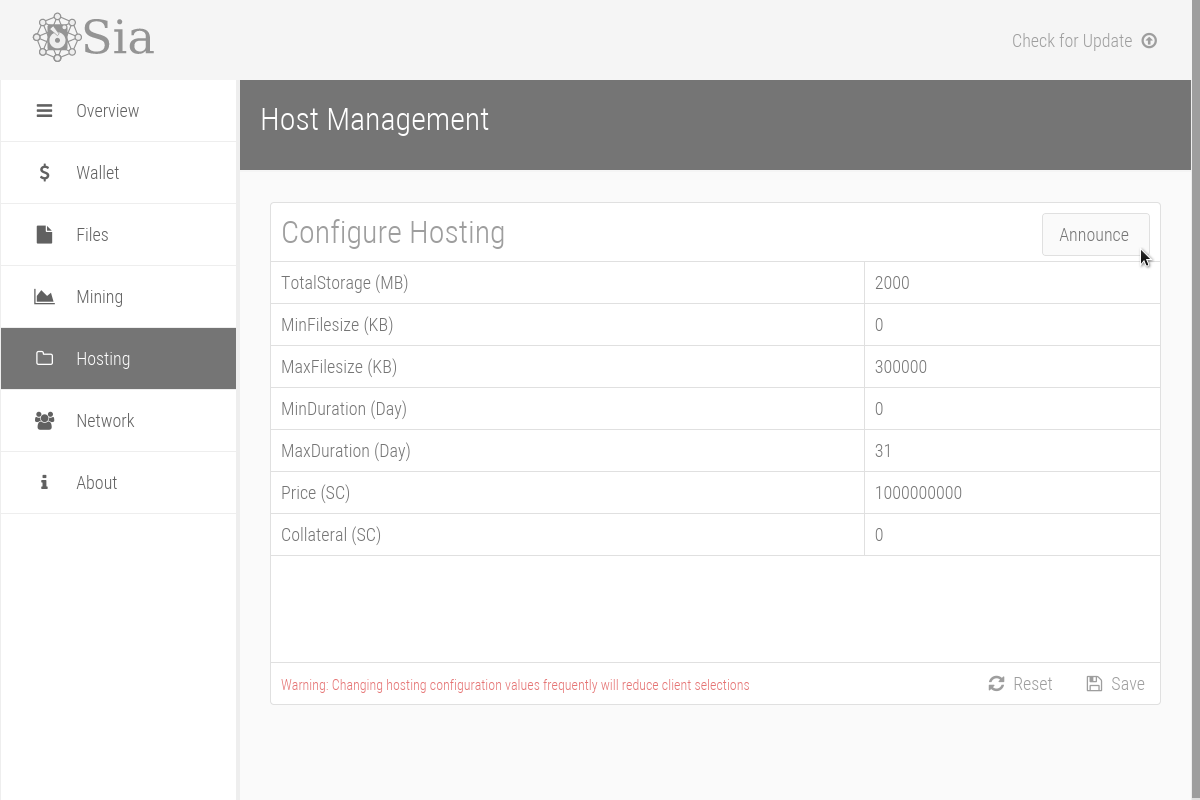 Sia
Check for Update
Overview
Wallet
Files
Mining
Hosting
Network
About
Host Management
Configure Hosting
Announce
TotalStorage (MB) 2000
MinFilesize (KB) 0
MaxFilesize (KB) 300000
MinDuration (Day) 0
MaxDuration (Day) 31
Price (SC) 1000000000
Collateral (SC) 0
Warning: Changing hosting configuration values frequently will reduce client selections
Reset
Save